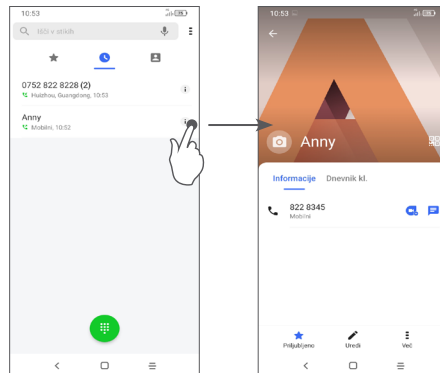 10:53
Išči v stikih
0752 822 8228 (2)
Huizhou, Guangdong, 10:53
Anny
Mobilni, 10:52
10:53
Anny
Informacije Dnevnik kl.
822 8345
Mobilni
Priljubljeno Uredi Več